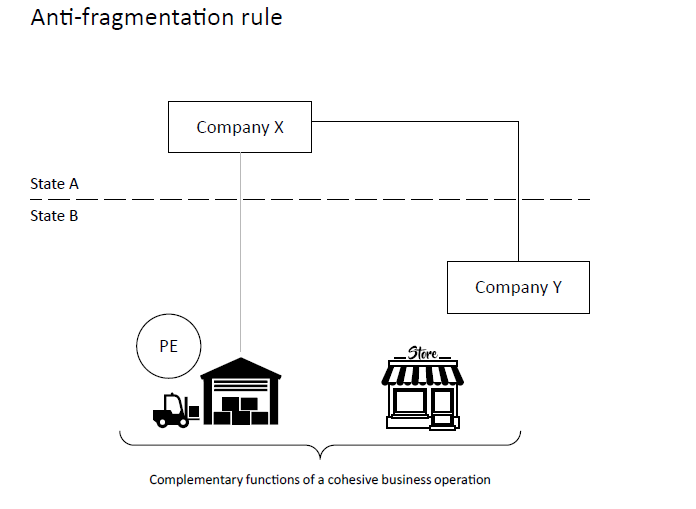 Anti-fragmentation rule
Company X
State A
State B
Company Y
PE
Store
Complementary functions of a cohesive business operation